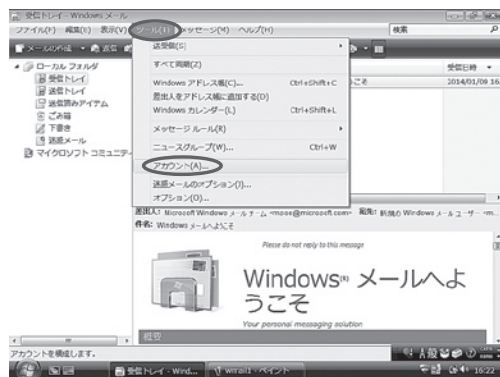 受信トレイ - Windows メール
ファイル(F) 編集(E) 表示(V) ツール(T) メッセージ(M) ヘルプ(H)
検索
メールの作成
送受信(S)
すべて同期(Z)
Windows アドレス帳(C)... Ctrl+Shift+C
差出人をアドレス帳に追加する(D)
Windows カレンダー(L) Ctrl+Shift+L
メッセージ ルール(R)
ニュースグループ(W)... Ctrl+W
アカウント(A)...
迷惑メールのオプション(J)...
オプション(O)...
ローカル フォルダ
受信トレイ
送信トレイ
送信済みアイテム
ごみ箱
下書き
迷惑メール
マイクロソフト コミュニテ
受信日時
こそ 2014/01/09 16
差出人: Microsoft Windows メール チーム 宛先: 新規の Windows メール ユーザー
件名: Windows メールへようこそ
Please do not reply to this message
Windows メールへよ
うこそ
Your personal messaging solution
概要
アカウントを構成します。
A 般
受信トレイ - Wind...
wmail1 - ペイント
16:22